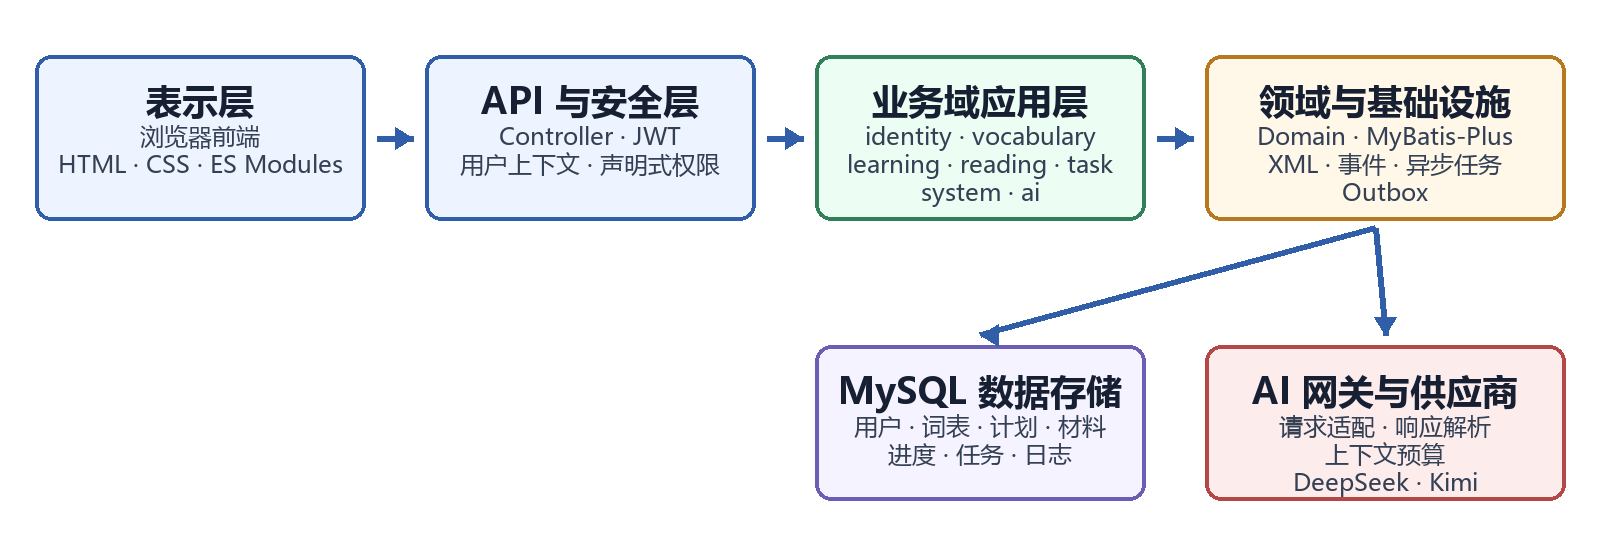 表示层
浏览器前端
HTML · CSS · ES Modules
API 与安全层
Controller · JWT
用户上下文 · 声明式权限
业务域应用层
identity · vocabulary
learning · reading · task
system · ai
领域与基础设施
Domain · MyBatis-Plus
XML · 事件 · 异步任务
Outbox
MySQL 数据存储
用户 · 词表 · 计划 · 材料
进度 · 任务 · 日志
AI 网关与供应商
请求适配 · 响应解析
上下文预算
DeepSeek · Kimi